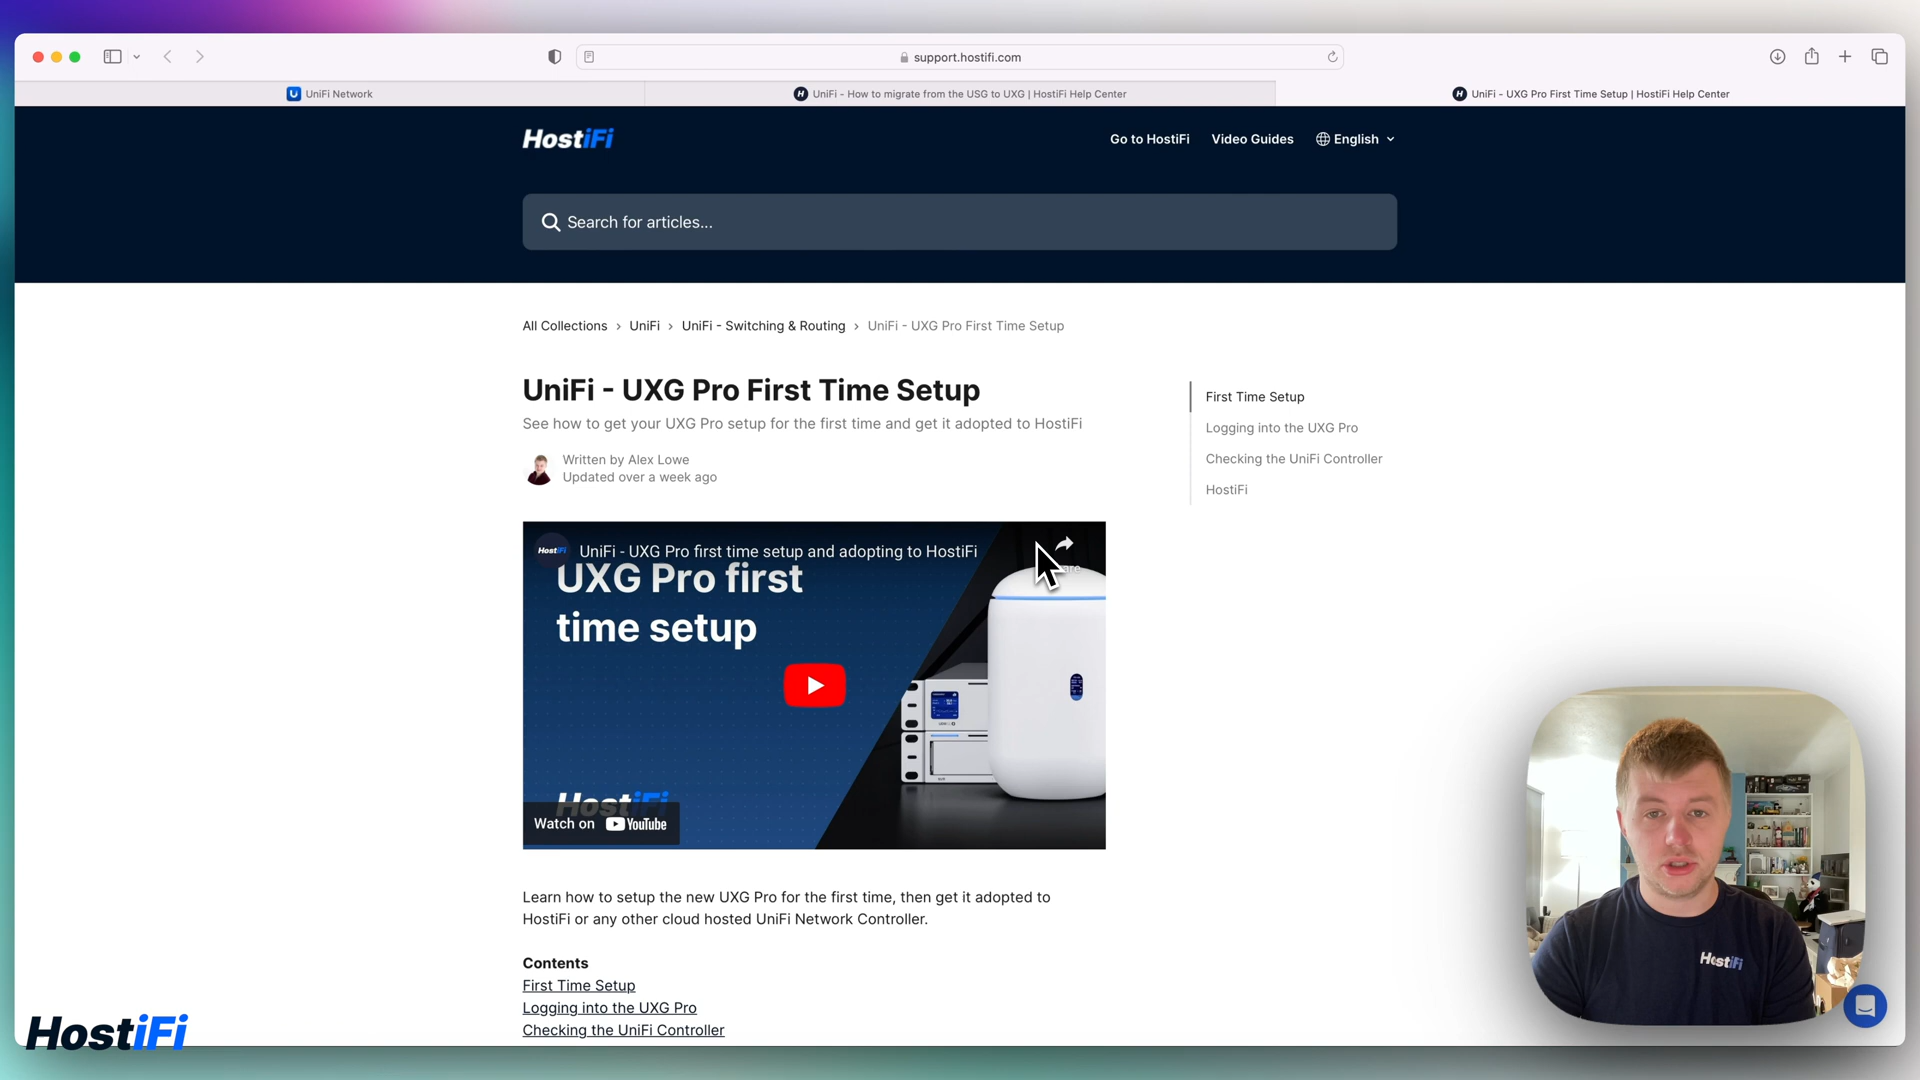 support.hostifi.com
UniFi Network
UniFi - How to migrate from the USG to UXG | HostiFi Help Center
UniFi - UXG Pro First Time Setup | HostiFi Help Center
HostiFi
Go to HostiFi
Video Guides
English
Search for articles...
All Collections > UniFi > UniFi - Switching & Routing > UniFi - UXG Pro First Time Setup
UniFi - UXG Pro First Time Setup
See how to get your UXG Pro setup for the first time and get it adopted to HostiFi
Written by Alex Lowe
Updated over a week ago
First Time Setup
Logging into the UXG Pro
Checking the UniFi Controller
HostiFi
HostiFi
UniFi - UXG Pro first time setup and adopting to HostiFi
UXG Pro first
time setup
HostiFi
Watch on YouTube
Learn how to setup the new UXG Pro for the first time, then get it adopted to
HostiFi or any other cloud hosted UniFi Network Controller.
Contents
First Time Setup
Logging into the UXG Pro
Checking the UniFi Controller
HostiFi
HostiFi